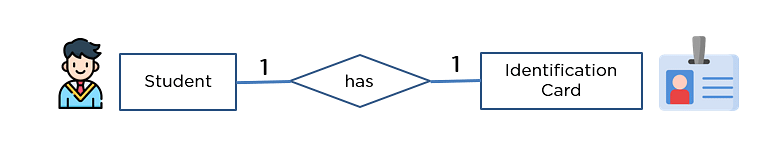 1
1
Student
has
Identification
Card